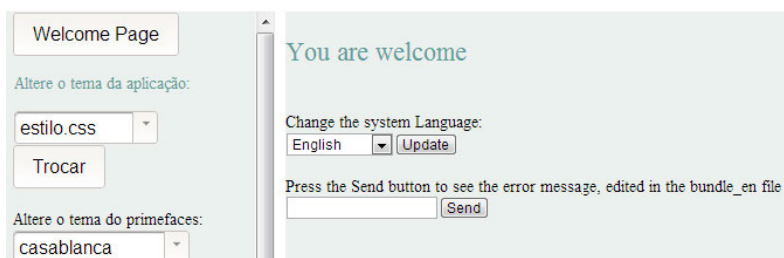 Welcome Page
Altere o tema da aplicação:
estilo.css
Trocar
Altere o tema do primefaces:
casablanca
You are welcome
Change the system Language:
English Update
Press the Send button to see the error message, edited in the bundle_en file
Send